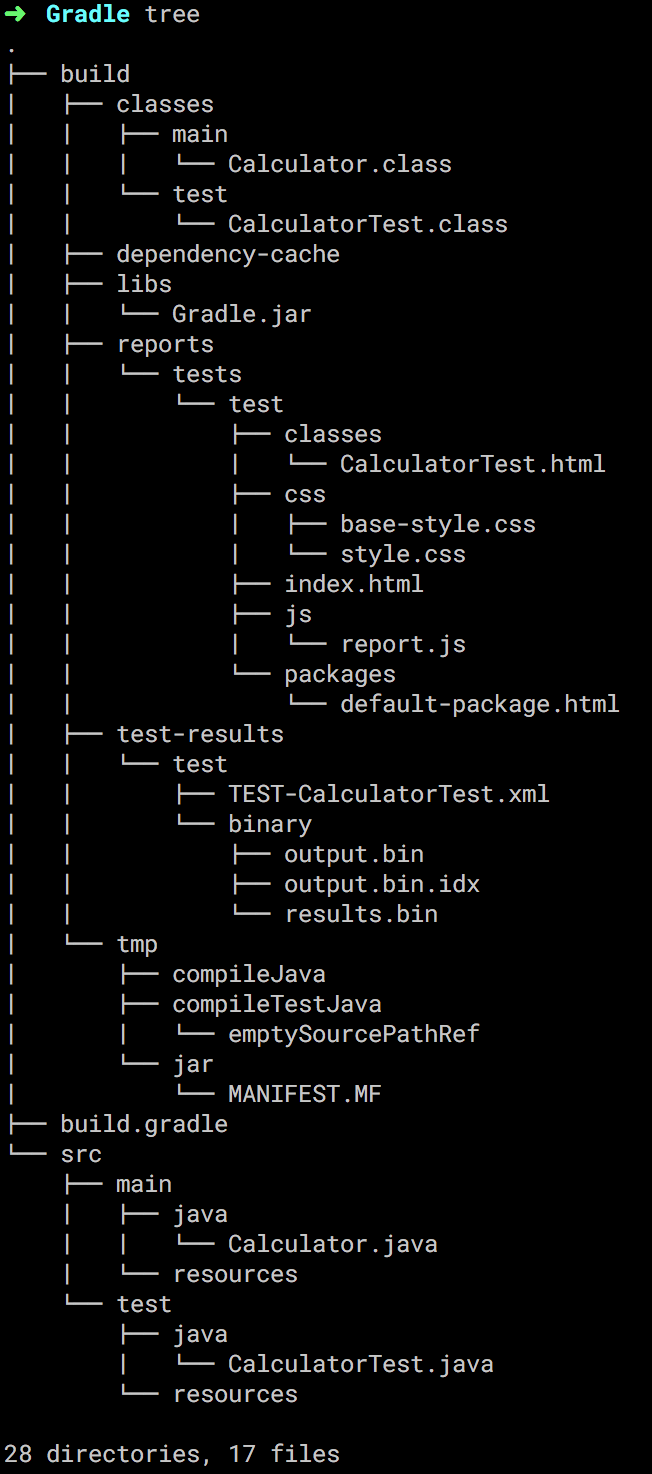 ➜  Gradle tree
.
├── build
│   ├── classes
│   │   ├── main
│   │   │   └── Calculator.class
│   │   └── test
│   │       └── CalculatorTest.class
│   ├── dependency-cache
│   ├── libs
│   │   └── Gradle.jar
│   ├── reports
│   │   └── tests
│   │       └── test
│   │           ├── classes
│   │           │   └── CalculatorTest.html
│   │           ├── css
│   │           │   ├── base-style.css
│   │           │   └── style.css
│   │           ├── index.html
│   │           ├── js
│   │           │   └── report.js
│   │           └── packages
│   │               └── default-package.html
│   ├── test-results
│   │   └── test
│   │       ├── TEST-CalculatorTest.xml
│   │       └── binary
│   │           ├── output.bin
│   │           ├── output.bin.idx
│   │           └── results.bin
│   └── tmp
│       ├── compileJava
│       ├── compileTestJava
│       │   └── emptySourcePathRef
│       └── jar
│           └── MANIFEST.MF
├── build.gradle
└── src
    ├── main
    │   ├── java
    │   │   └── Calculator.java
    │   └── resources
    └── test
        ├── java
        │   └── CalculatorTest.java
        └── resources

28 directories, 17 files